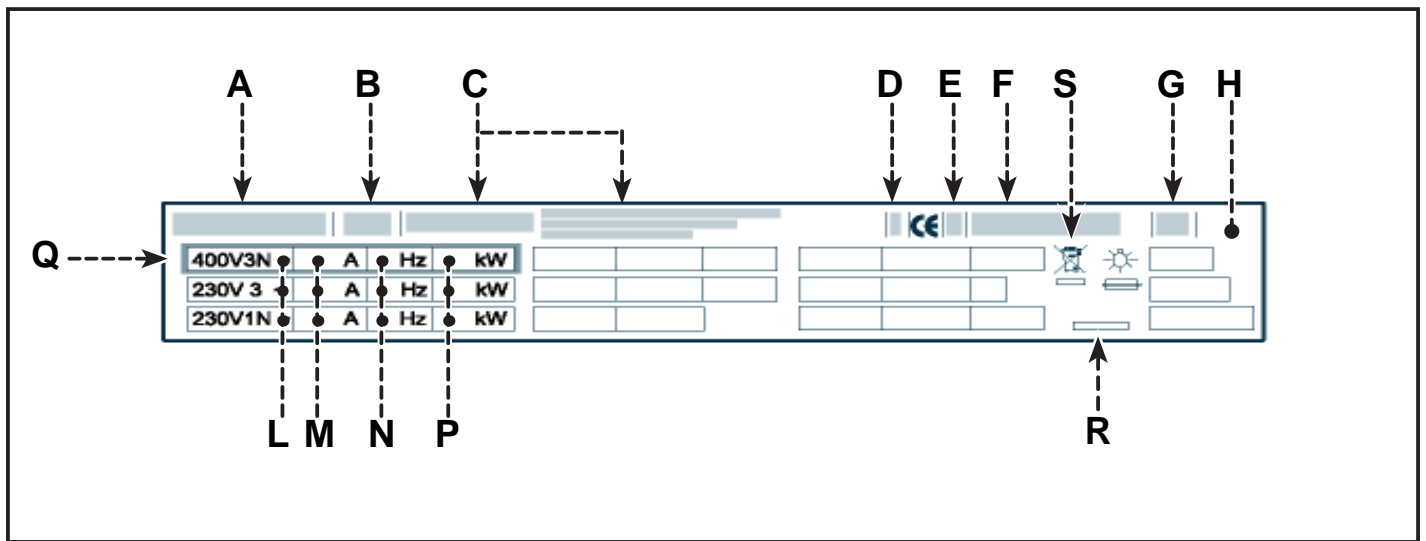 A B C D E F S G H
Q
CE
400V3N A Hz kW
230V 3 A Hz kW
230V1N A Hz kW
L M N P
R